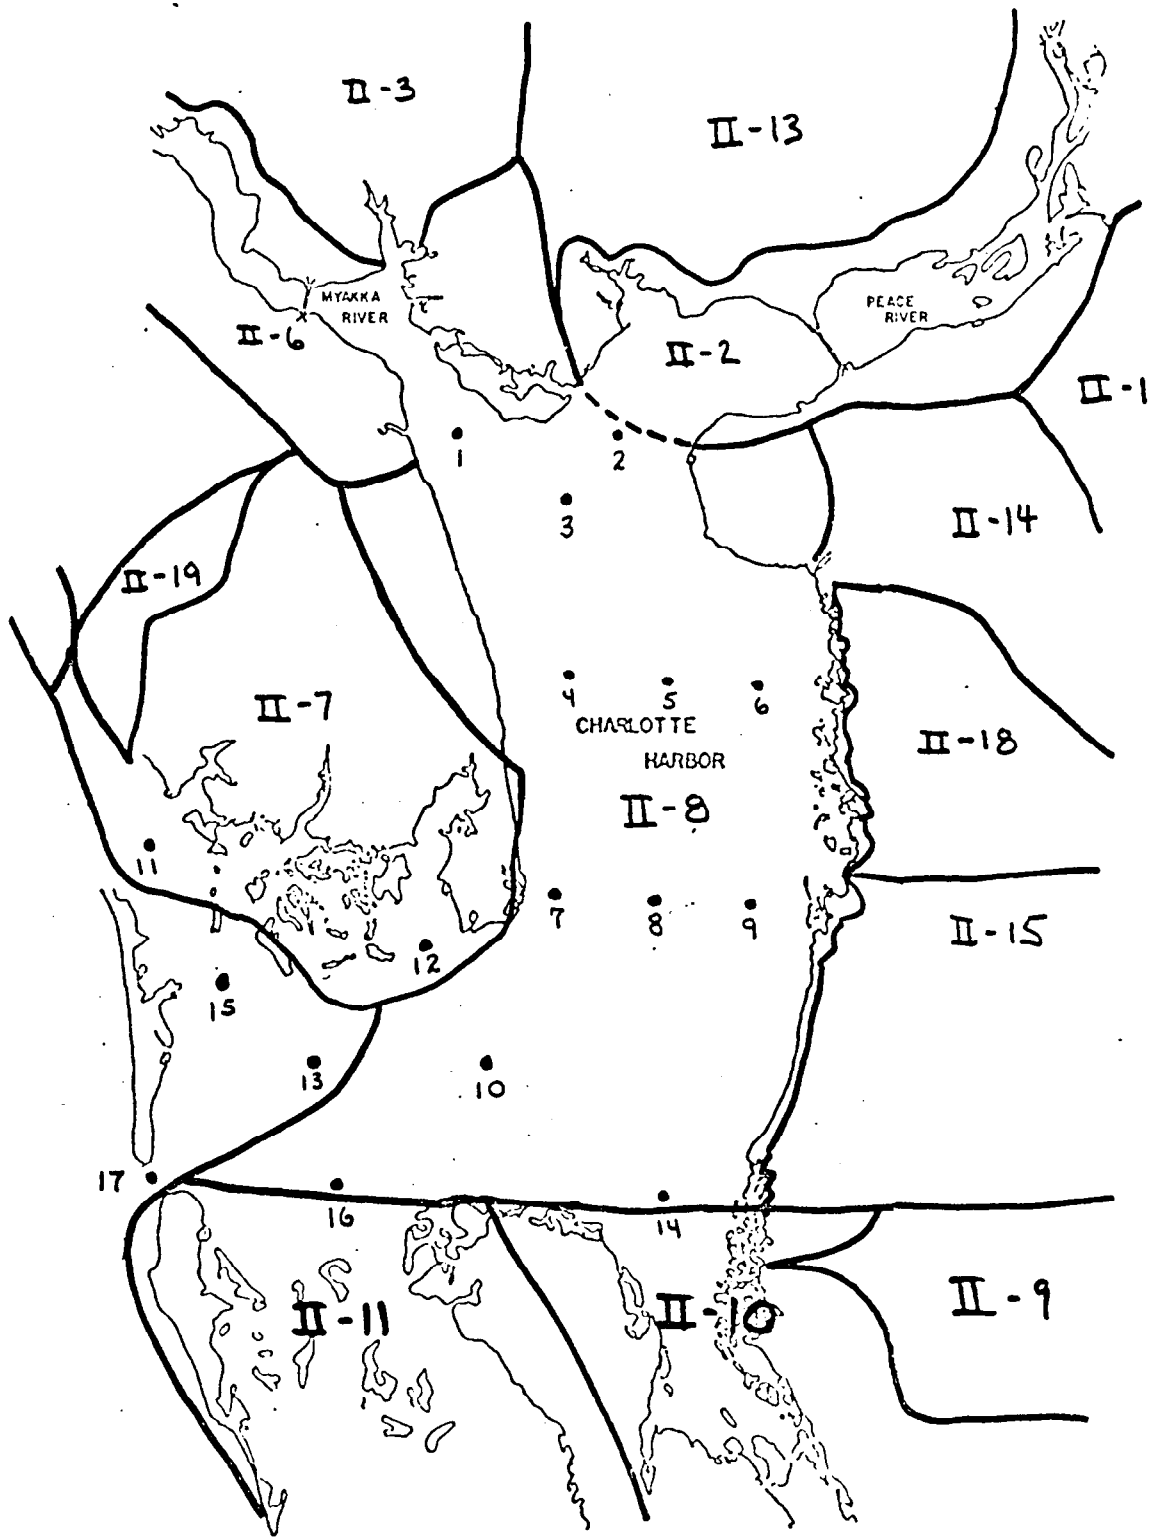 II-3
II-13
MYAKKA
RIVER
PEACE
RIVER
II-6
II-2
II-1
1
2
3
II-14
II-19
4
5
6
II-7
CHARLOTTE
HARBOR
II-18
II-8
11
7
8
9
II-15
12
15
13
10
17
16
14
II-11
II-10
II-9